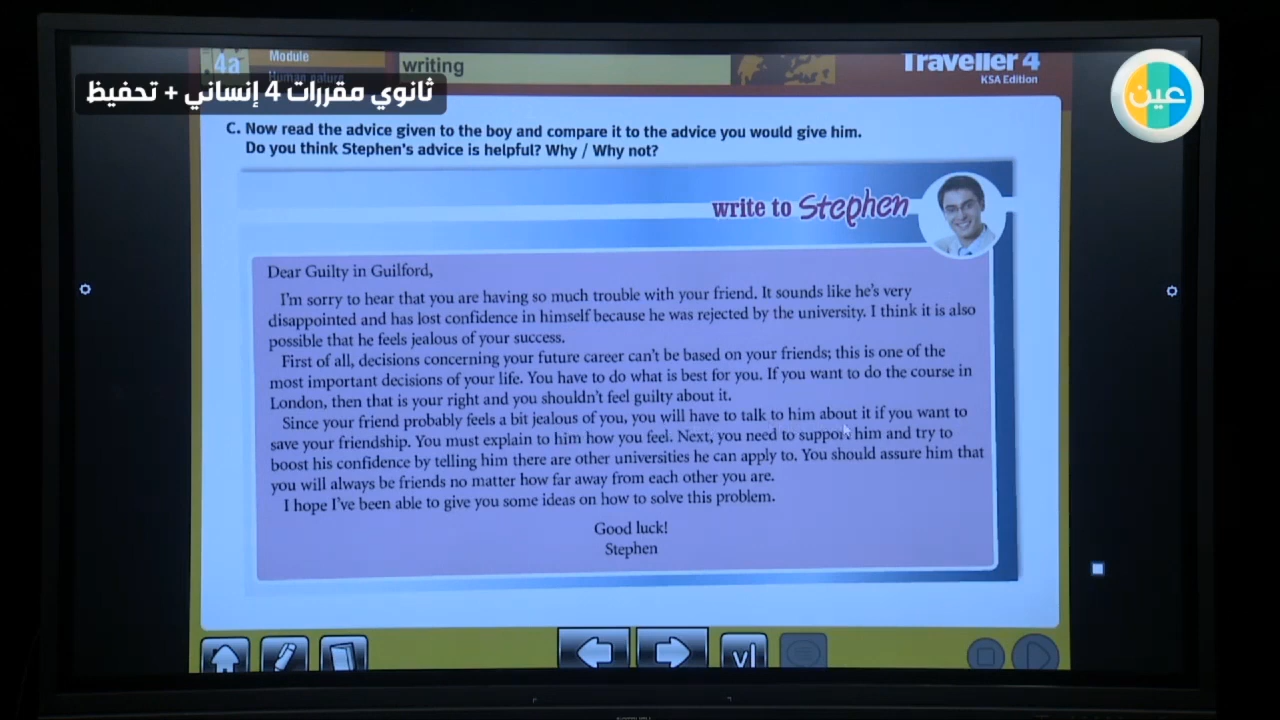 4a
Module
Human nature
writing
Traveller 4
KSA Edition
ثانوي مقررات 4 إنساني + تحفيظ
عين
C. Now read the advice given to the boy and compare it to the advice you would give him.
Do you think Stephen's advice is helpful? Why / Why not?
write to Stephen
Dear Guilty in Guilford,
I'm sorry to hear that you are having so much trouble with your friend. It sounds like he's very
disappointed and has lost confidence in himself because he was rejected by the university. I think it is also
possible that he feels jealous of your success.
First of all, decisions concerning your future career can't be based on your friends; this is one of the
most important decisions of your life. You have to do what is best for you. If you want to do the course in
London, then that is your right and you shouldn't feel guilty about it.
Since your friend probably feels a bit jealous of you, you will have to talk to him about it if you want to
save your friendship. You must explain to him how you feel. Next, you need to support him and try to
boost his confidence by telling him there are other universities he can apply to. You should assure him that
you will always be friends no matter how far away from each other you are.
I hope I've been able to give you some ideas on how to solve this problem.
Good luck!
Stephen